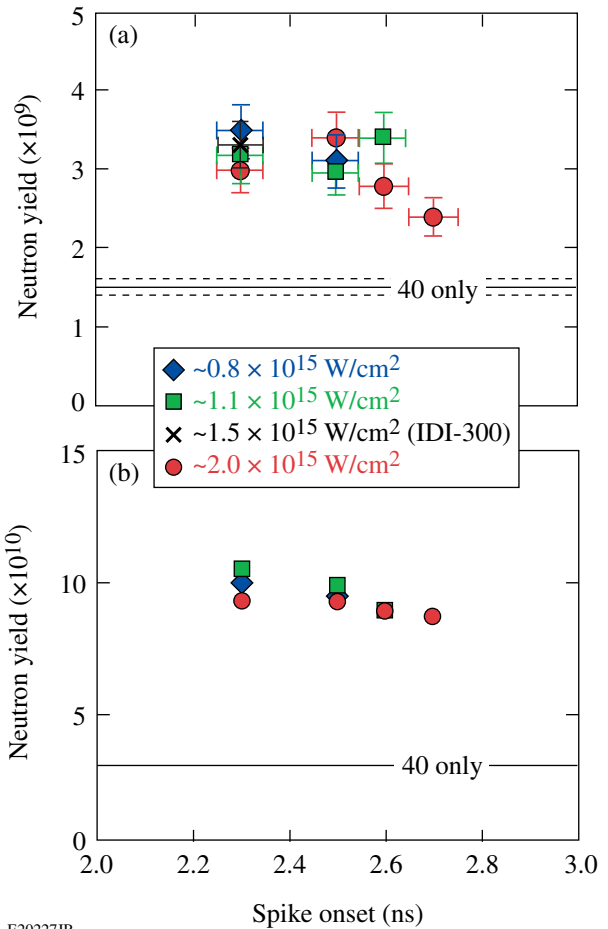 (a)
Neutron yield (×10⁹)
5
4
3
2
1
0
40 only
~0.8 × 10¹⁵ W/cm²
~1.1 × 10¹⁵ W/cm²
~1.5 × 10¹⁵ W/cm² (IDI-300)
~2.0 × 10¹⁵ W/cm²
(b)
Neutron yield (×10¹⁰)
15
10
5
0
40 only
2.0 2.2 2.4 2.6 2.8 3.0
Spike onset (ns)